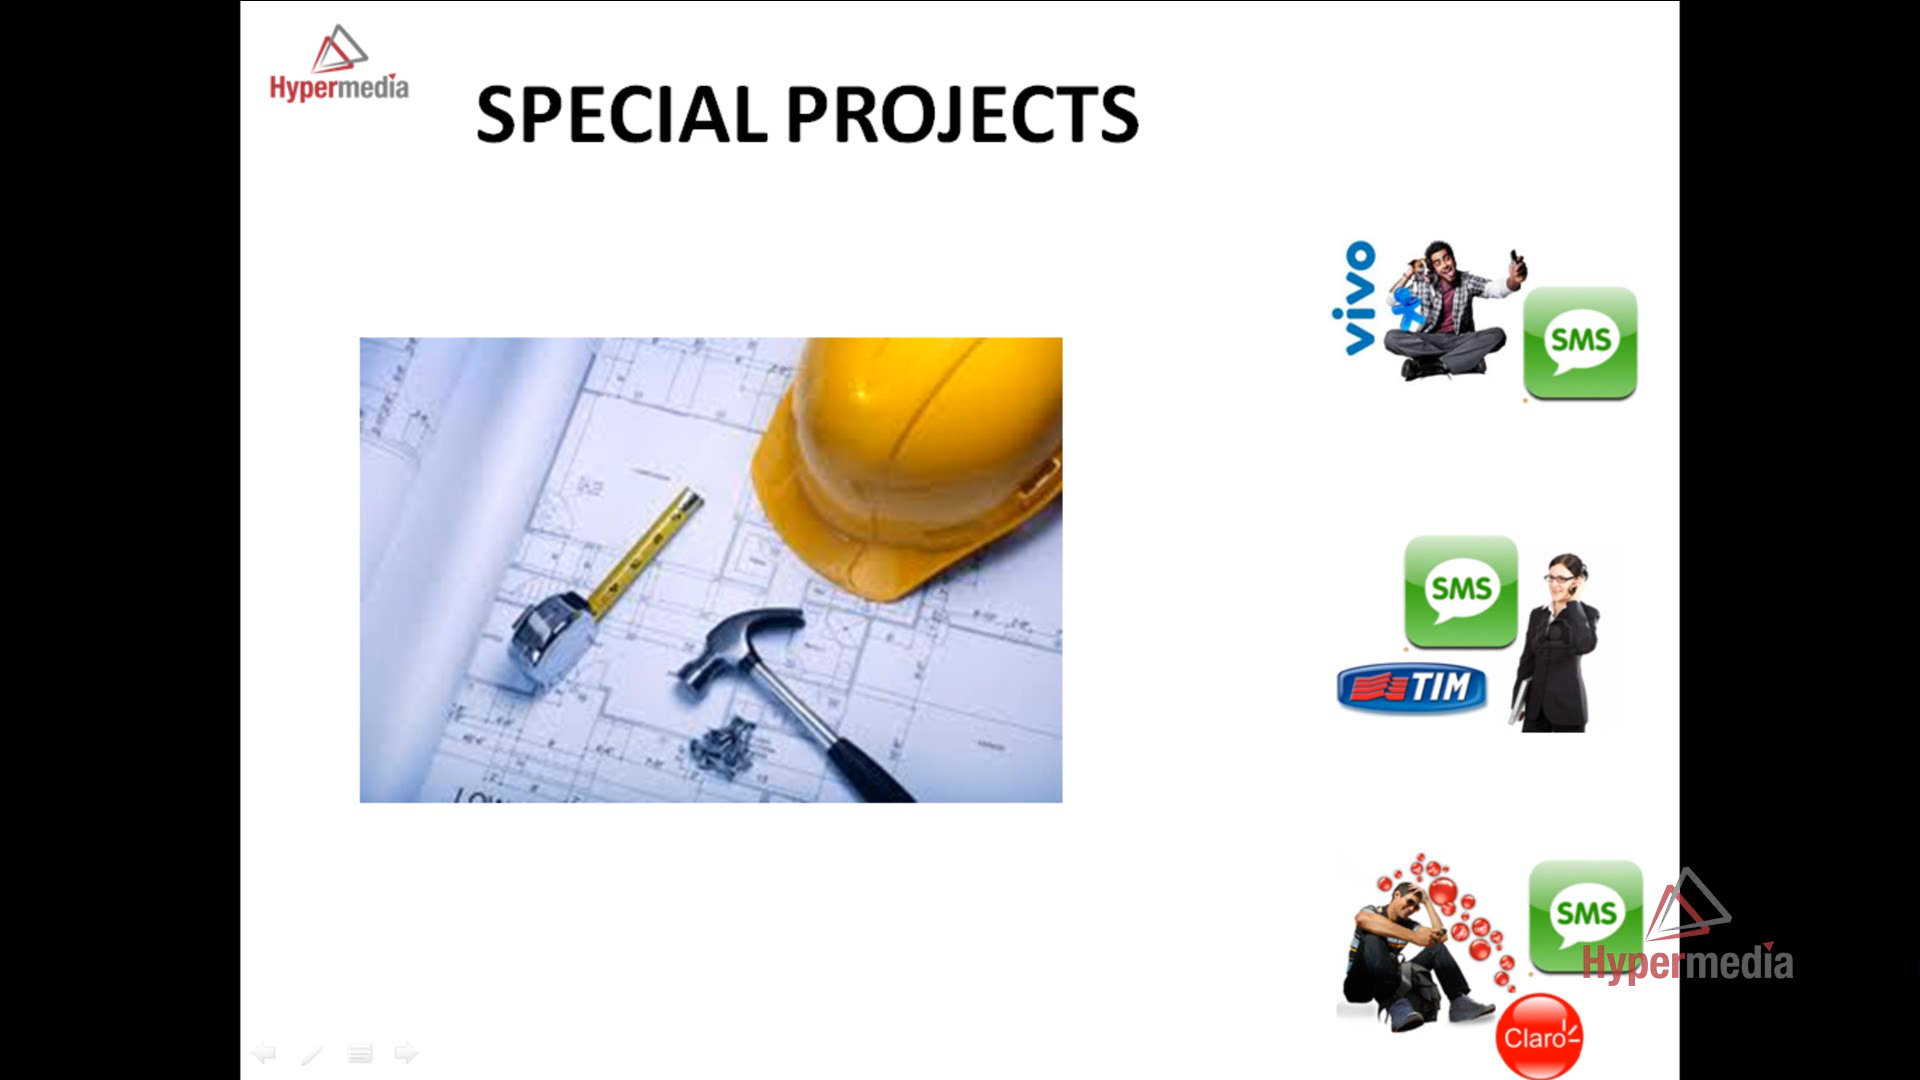 Hypermedia
SPECIAL PROJECTS
vivo
SMS
SMS
TIM
SMS
Hypermedia
Claro